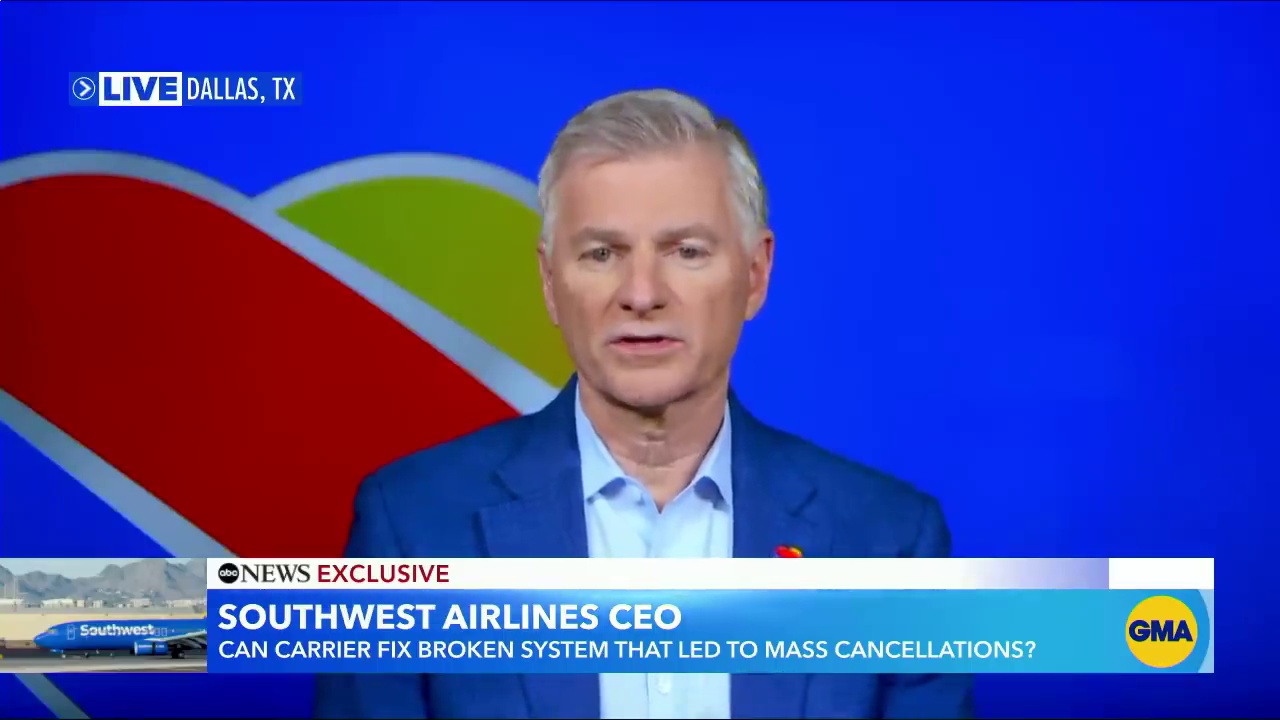 LIVE DALLAS, TX
abc NEWS EXCLUSIVE
SOUTHWEST AIRLINES CEO
CAN CARRIER FIX BROKEN SYSTEM THAT LED TO MASS CANCELLATIONS?
Southwest
GMA